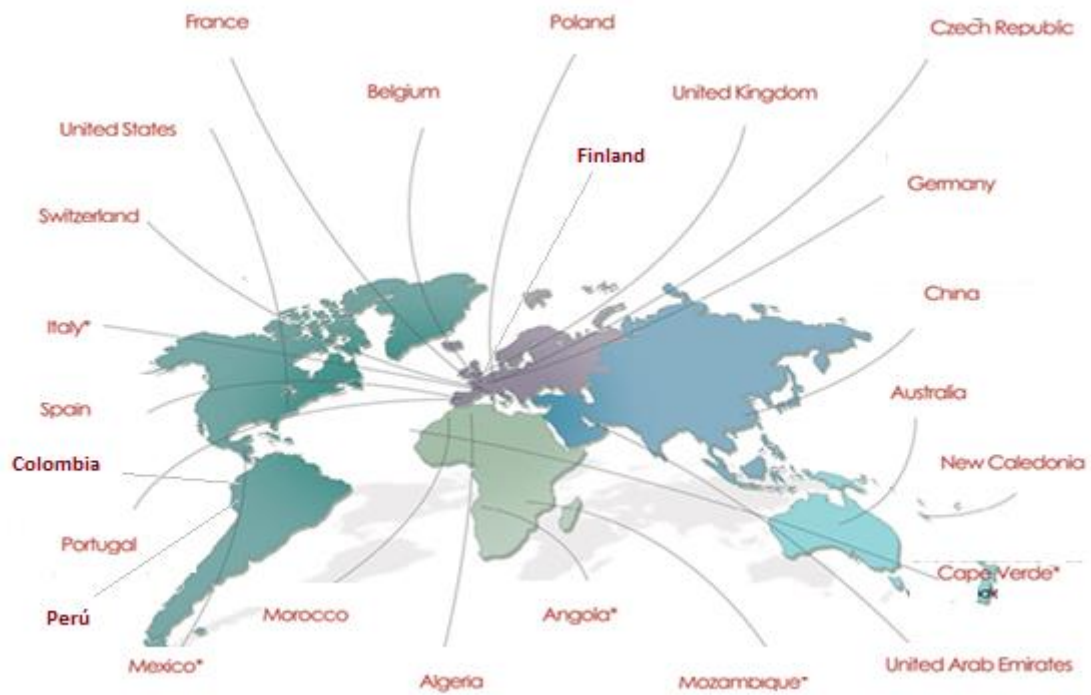 France
Poland
Czech Republic
Belgium
United Kingdom
United States
Finland
Germany
Switzerland
China
Italy*
Australia
Spain
Colombia
New Caledonia
Portugal
Cape Verde*
Morocco
Angola*
Perú
Mexico*
Algeria
Mozambique*
United Arab Emirates